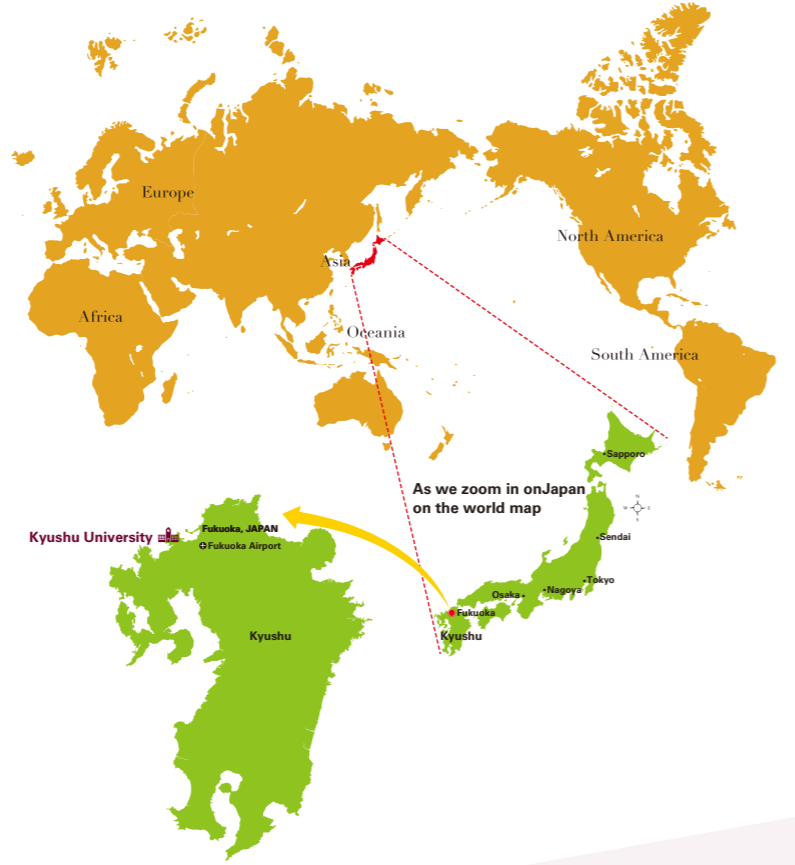 Europe
North America
Asia
Africa
Oceania
South America
Sapporo
As we zoom in onJapan
on the world map
N
W E
S
Fukuoka, JAPAN
Kyushu University
Fukuoka Airport
Sendai
Tokyo
Nagoya
Osaka
Fukuoka
Kyushu
Kyushu